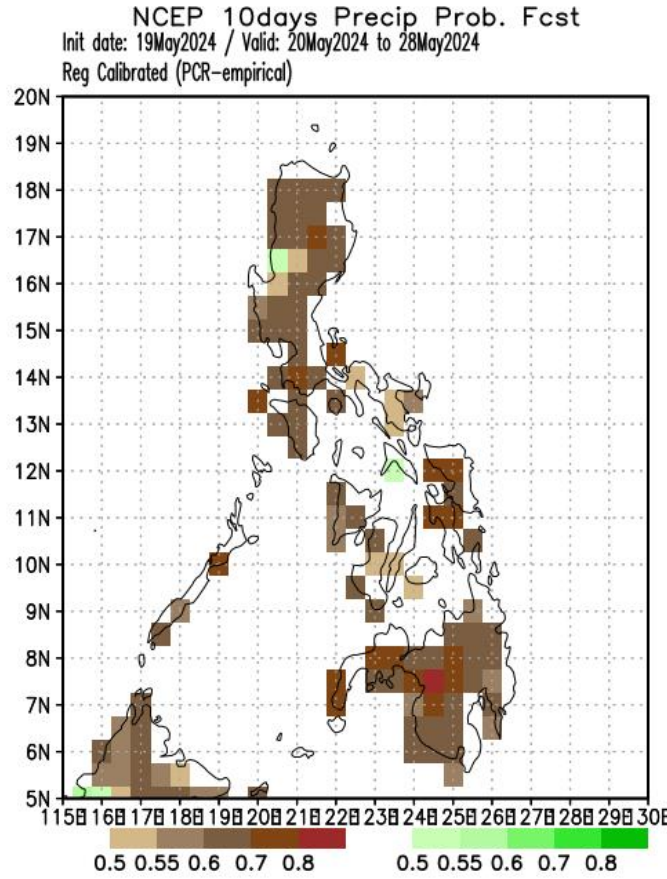 NCEP 10days Precip Prob. Fcst
Init date: 19May2024 / Valid: 20May2024 to 28May2024
Reg Calibrated (PCR-empirical)
20N
19N
18N
17N
16N
15N
14N
13N
12N
11N
10N
9N
8N
7N
6N
5N
115E 116E 117E 118E 119E 120E 121E 122E 123E 124E 125E 126E 127E 128E 129E 130E
0.5 0.55 0.6 0.7 0.8 0.5 0.55 0.6 0.7 0.8